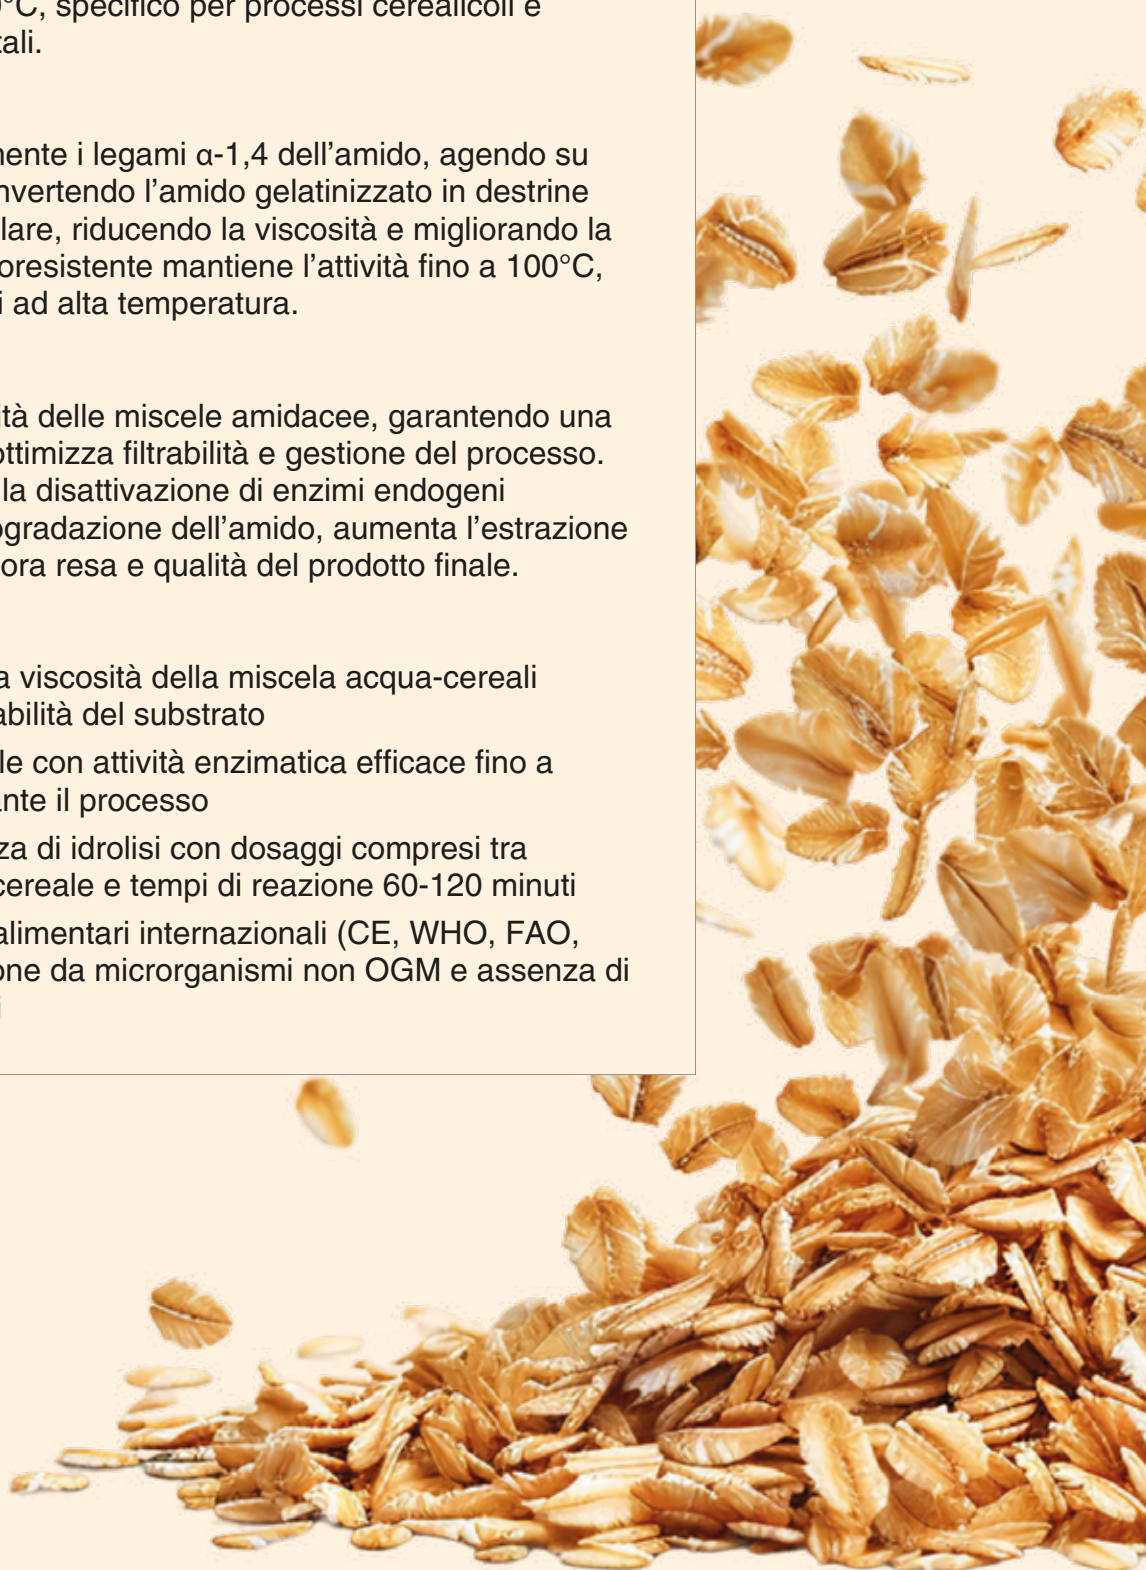 °C, specifico per processi cerealicoli e
tali.
mente i legami α-1,4 dell’amido, agendo su
nvertendo l’amido gelatinizzato in destrine
lare, riducendo la viscosità e migliorando la
oresistente mantiene l’attività fino a 100°C,
i ad alta temperatura.
ità delle miscele amidacee, garantendo una
ottimizza filtrabilità e gestione del processo.
la disattivazione di enzimi endogeni
ogradazione dell’amido, aumenta l’estrazione
ora resa e qualità del prodotto finale.
a viscosità della miscela acqua-cereali
abilità del substrato
le con attività enzimatica efficace fino a
ante il processo
za di idrolisi con dosaggi compresi tra
cereale e tempi di reazione 60-120 minuti
alimentari internazionali (CE, WHO, FAO,
one da microrganismi non OGM e assenza di
i